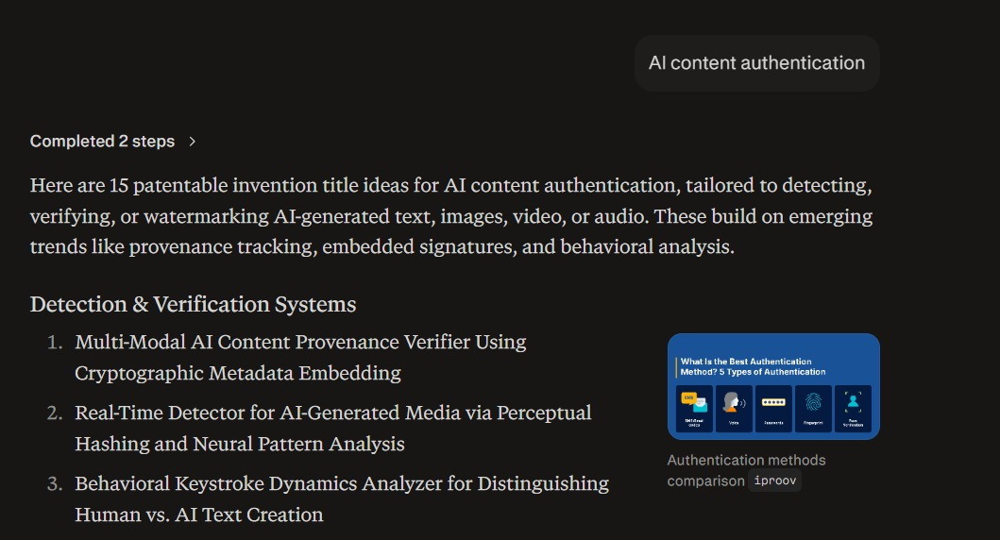 AI content authentication
Completed 2 steps >
Here are 15 patentable invention title ideas for AI content authentication, tailored to detecting,
verifying, or watermarking AI-generated text, images, video, or audio. These build on emerging
trends like provenance tracking, embedded signatures, and behavioral analysis.
Detection & Verification Systems
1. Multi-Modal AI Content Provenance Verifier Using
Cryptographic Metadata Embedding
2. Real-Time Detector for AI-Generated Media via Perceptual
Hashing and Neural Pattern Analysis
3. Behavioral Keystroke Dynamics Analyzer for Distinguishing
Human vs. AI Text Creation
What Is the Best Authentication
Method? 5 Types of Authentication
Voice
Passwords
Fingerprint
Face
Verification
Authentication methods
comparison iproov